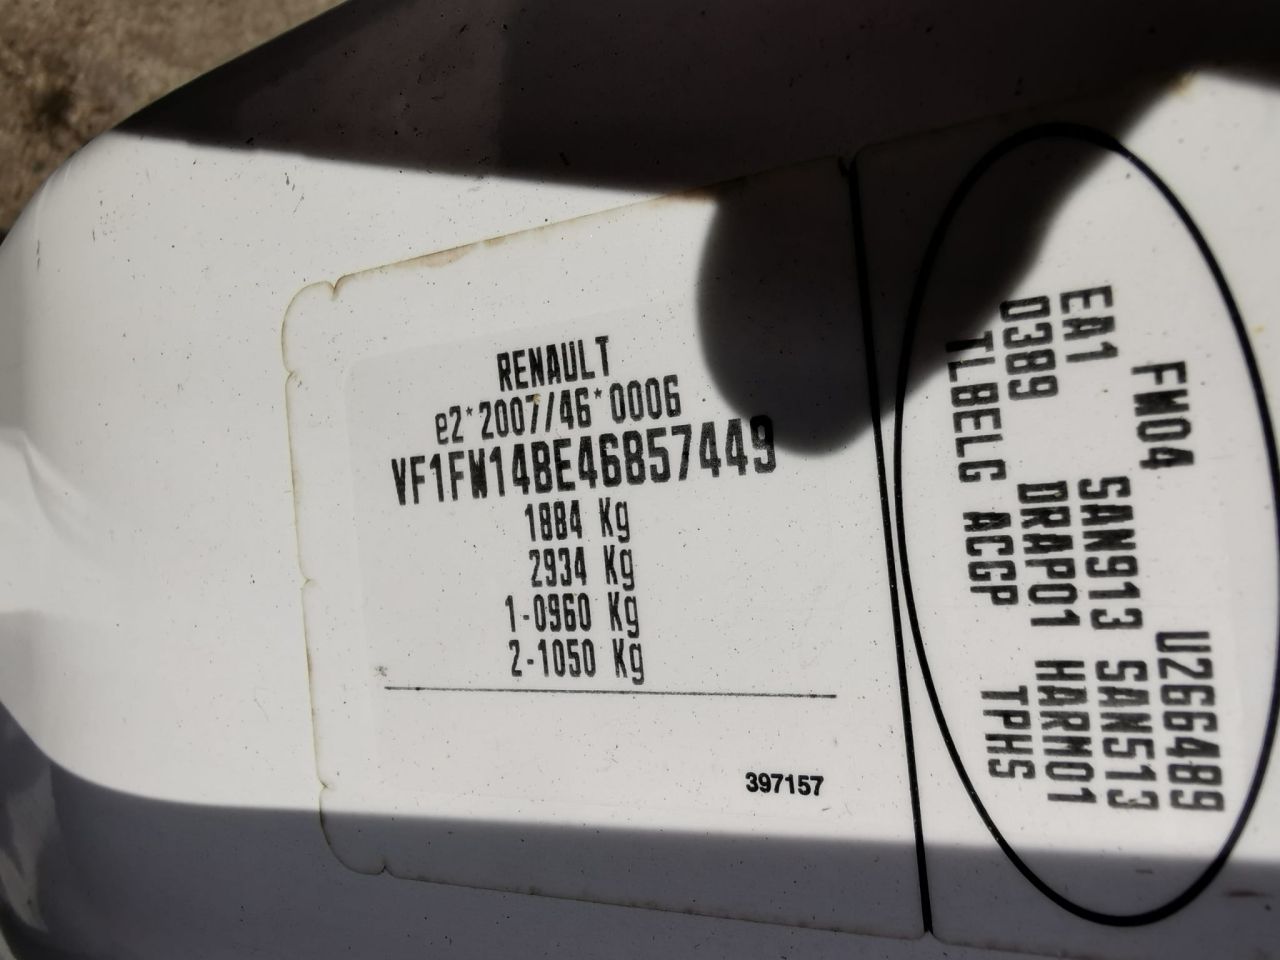 RENAULT
e2*2007/46*0006
VF1FW14BE46857449
1884 Kg
2934 Kg
1-0960 Kg
2-1050 Kg
397157
FW04 U266489
EA1 SAN913 SAN513
0389 DRAP01 HARM01
TLBELG ACGP TPHS